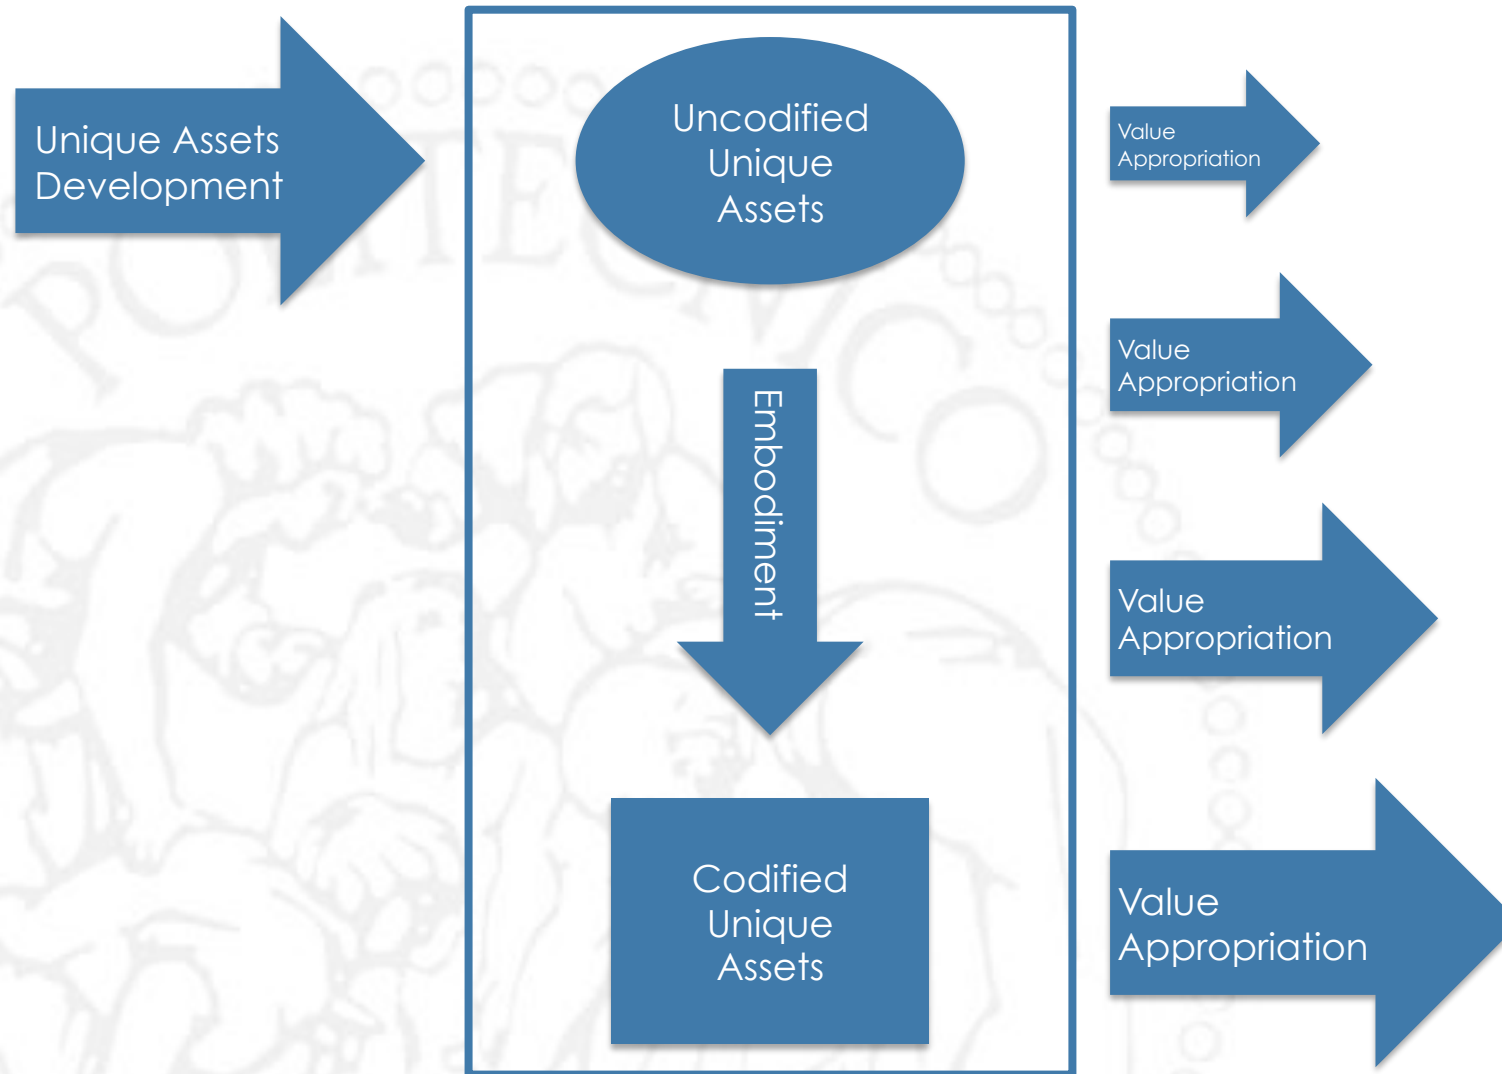 Unique Assets
Development
Uncodified
Unique
Assets
Embodiment
Codified
Unique
Assets
Value
Appropriation
Value
Appropriation
Value
Appropriation
Value
Appropriation